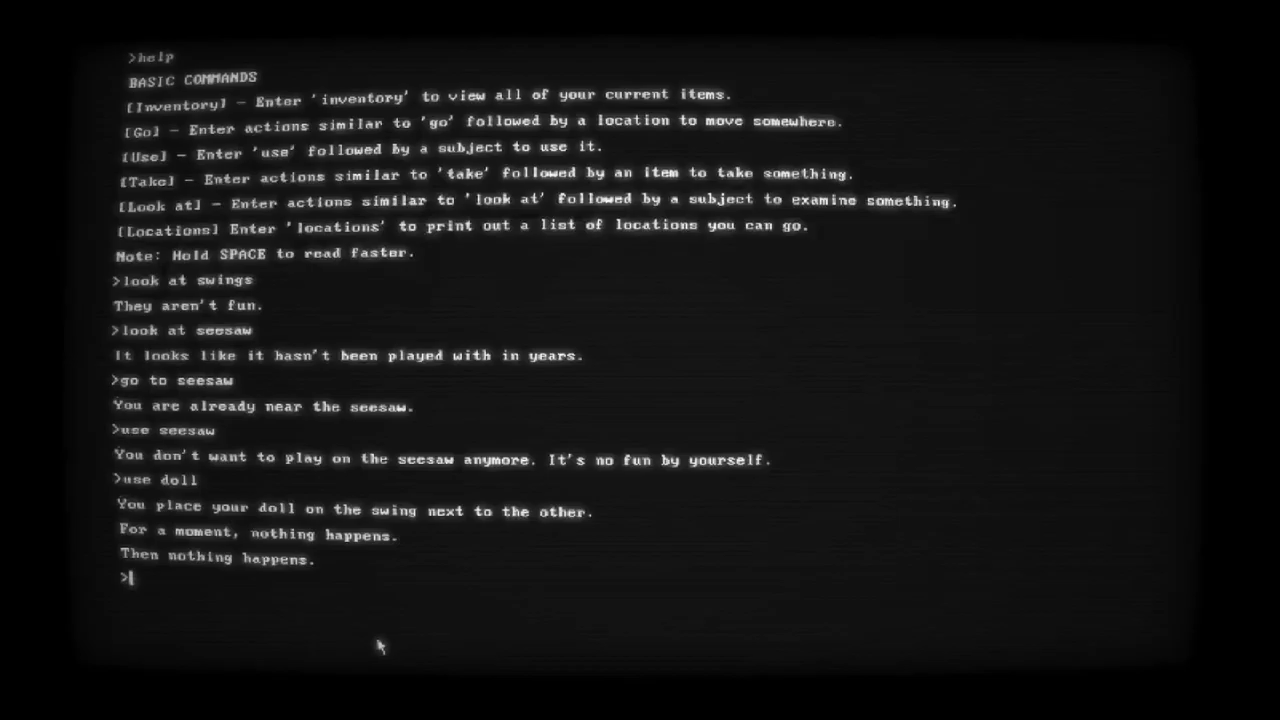 >help
BASIC COMMANDS
[Inventory] - Enter 'inventory' to view all of your current items.
[Go] - Enter actions similar to 'go' followed by a location to move somewhere.
[Use] - Enter 'use' followed by a subject to use it.
[Take] - Enter actions similar to 'take' followed by an item to take something.
[Look at] - Enter actions similar to 'look at' followed by a subject to examine something.
[Locations] Enter 'locations' to print out a list of locations you can go.
Note: Hold SPACE to read faster.
>look at swings
They aren't fun.
>look at seesaw
It looks like it hasn't been played with in years.
>go to seesaw
You are already near the seesaw.
>use seesaw
You don't want to play on the seesaw anymore. It's no fun by yourself.
>use doll
You place your doll on the swing next to the other.
For a moment, nothing happens.
Then nothing happens.
>